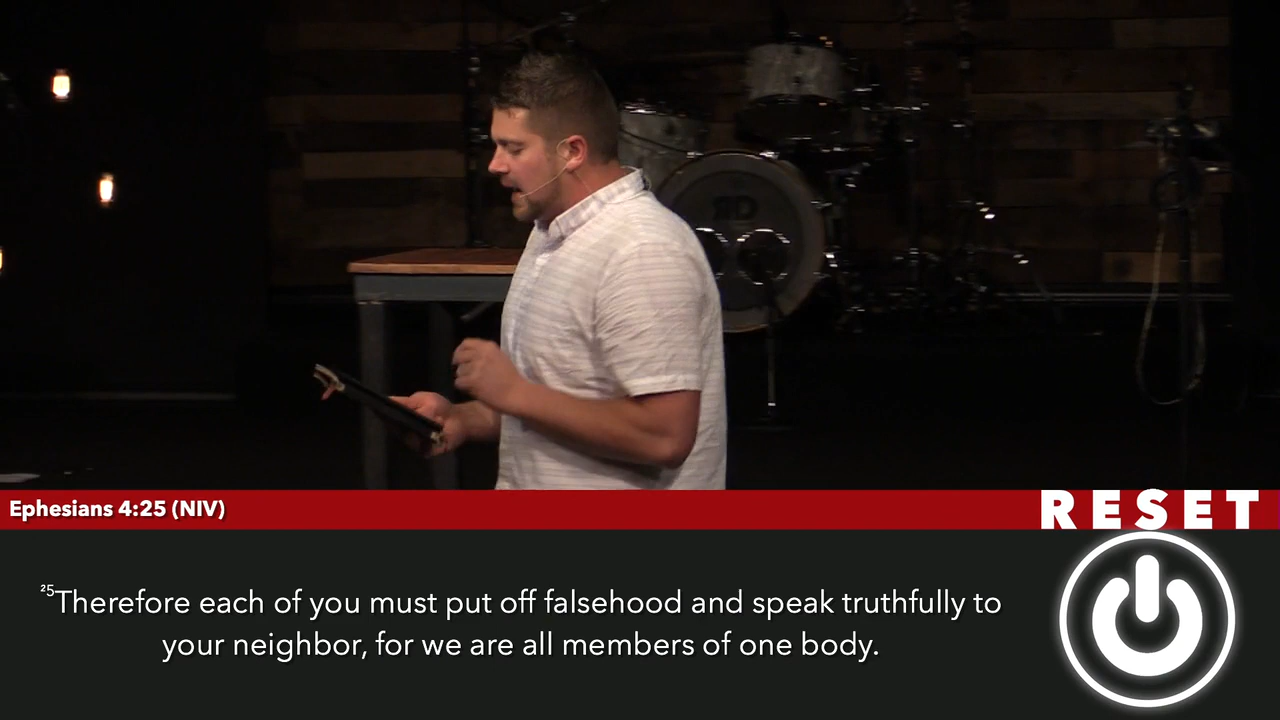 Ephesians 4:25 (NIV)
RESET
²⁵Therefore each of you must put off falsehood and speak truthfully to
your neighbor, for we are all members of one body.